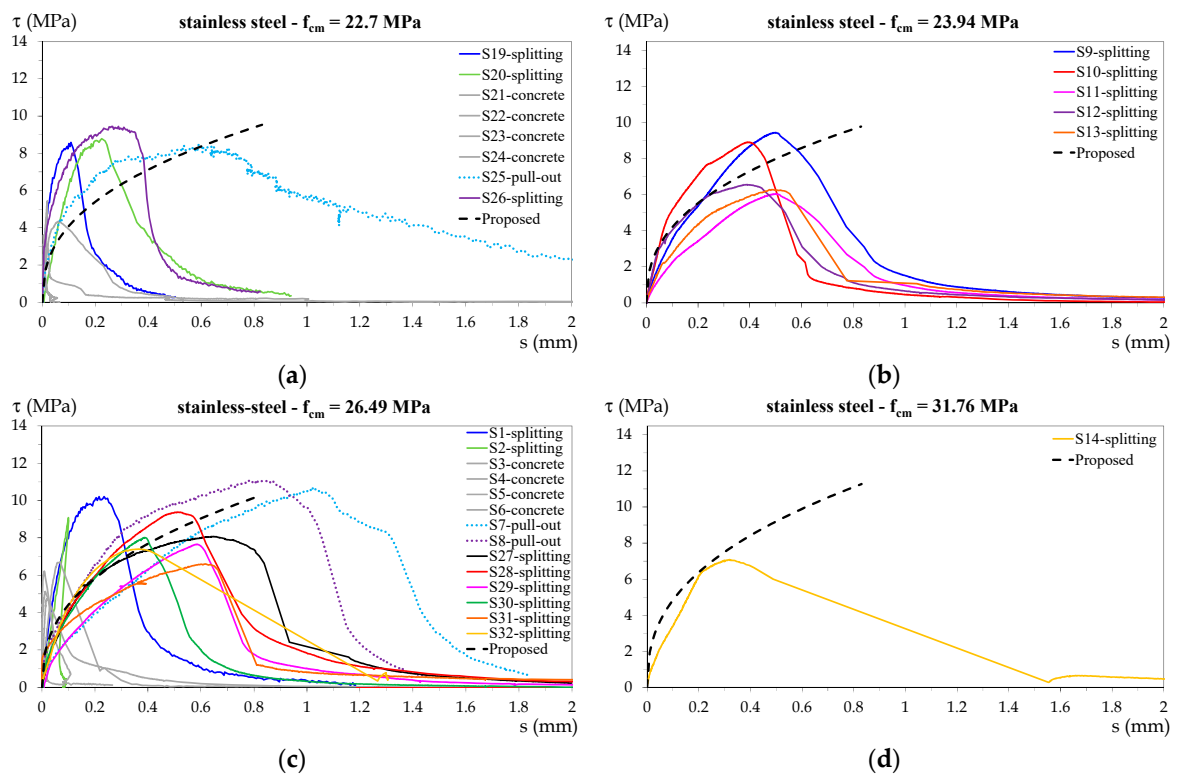 τ (MPa)
stainless steel - fcm = 22.7 MPa
14
12
10
8
6
4
2
0
0
0.2
0.4
0.6
0.8
1
1.2
1.4
1.6
1.8
2
s (mm)
S19-splitting
S20-splitting
S21-concrete
S22-concrete
S23-concrete
S24-concrete
S25-pull-out
S26-splitting
Proposed
(a)
τ (MPa)
stainless steel - fcm = 23.94 MPa
14
12
10
8
6
4
2
0
0
0.2
0.4
0.6
0.8
1
1.2
1.4
1.6
1.8
2
s (mm)
S9-splitting
S10-splitting
S11-splitting
S12-splitting
S13-splitting
Proposed
(b)
τ (MPa)
stainless-steel - fcm = 26.49 MPa
14
12
10
8
6
4
2
0
0
0.2
0.4
0.6
0.8
1
1.2
1.4
1.6
1.8
2
s (mm)
S1-splitting
S2-splitting
S3-concrete
S4-concrete
S5-concrete
S6-concrete
S7-pull-out
S8-pull-out
S27-splitting
S28-splitting
S29-splitting
S30-splitting
S31-splitting
S32-splitting
Proposed
(c)
τ (MPa)
stainless steel - fcm = 31.76 MPa
14
12
10
8
6
4
2
0
0
0.2
0.4
0.6
0.8
1
1.2
1.4
1.6
1.8
2
s (mm)
S14-splitting
Proposed
(d)